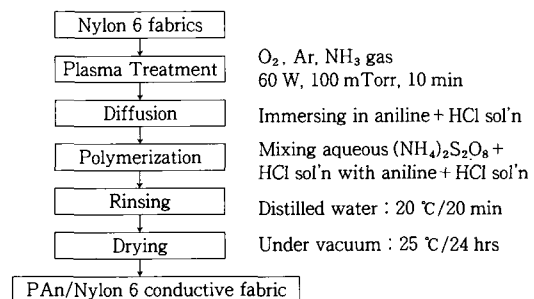 Nylon 6 fabrics
Plasma Treatment
O₂, Ar, NH₃ gas
60 W, 100 mTorr, 10 min
Diffusion
Immersing in aniline + HCl sol'n
Polymerization
Mixing aqueous (NH₄)₂S₂O₈ +
HCl sol'n with aniline + HCl sol'n
Rinsing
Distilled water : 20 ℃/20 min
Drying
Under vacuum : 25 ℃/24 hrs
PAn/Nylon 6 conductive fabric